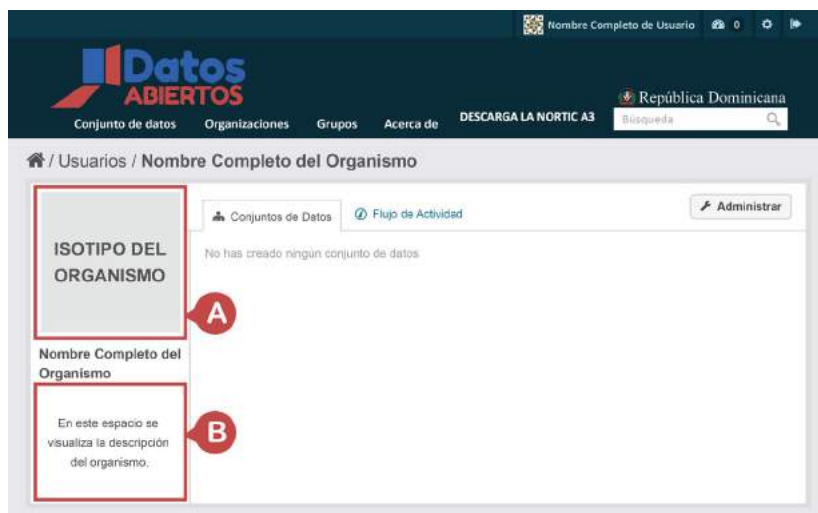 Nombre Completo de Usuario 0
Datos
ABIERTOS
República Dominicana
Conjunto de datos Organizaciones Grupos Acerca de DESCARGA LA NORTIC A3 Búsqueda
/ Usuarios / Nombre Completo del Organismo
Conjuntos de Datos Flujo de Actividad Administrar
No has creado ningún conjunto de datos
ISOTIPO DEL
ORGANISMO
A
Nombre Completo del
Organismo
En este espacio se
visualiza la descripción
del organismo.
B